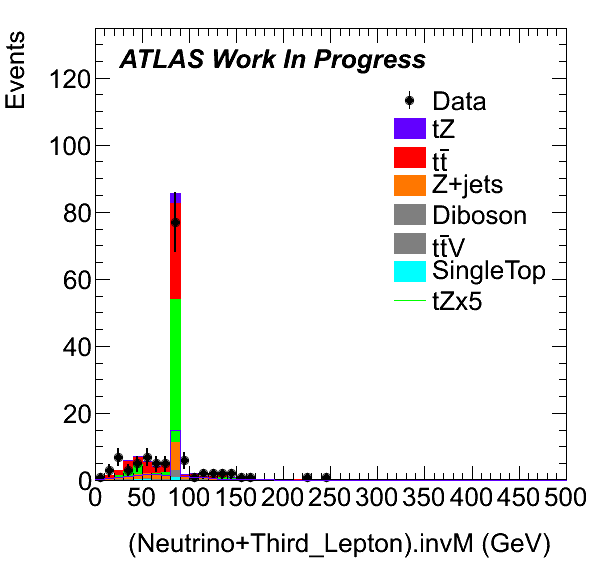 ATLAS Work In Progress
Events
120
100
80
60
40
20
0
Data
tZ
tt̄
Z+jets
Diboson
tt̄V
SingleTop
tZx5
0 50 100 150 200 250 300 350 400 450 500
(Neutrino+Third_Lepton).invM (GeV)